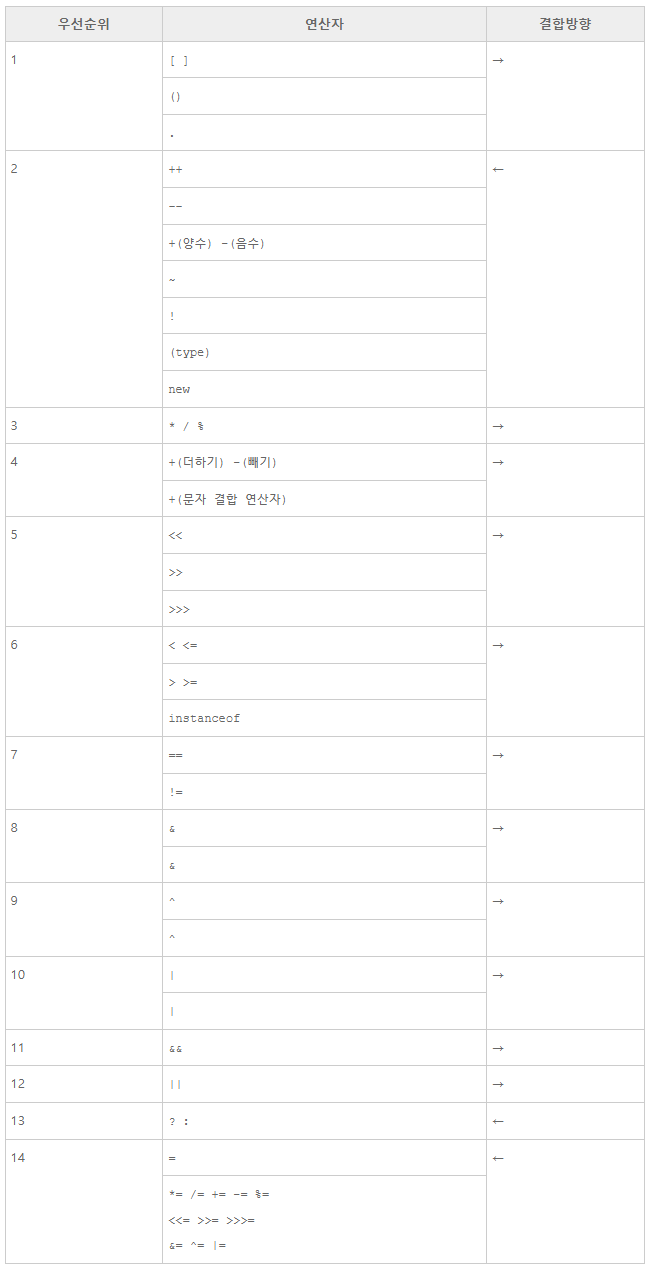 우선순위 연산자 결합방향
1 [ ] →
()
.
2 ++ ←
--
+(양수) -(음수)
~
!
(type)
new
3 * / % →
4 +(더하기) -(빼기) →
+(문자 결합 연산자)
5 << →
>>
>>>
6 < <= →
> >=
instanceof
7 == →
!=
8 & →
&
9 ^ →
^
10 | →
|
11 && →
12 || →
13 ? : ←
14 = ←
*= /= += -= %=
<<= >>= >>>=
&= ^= |=